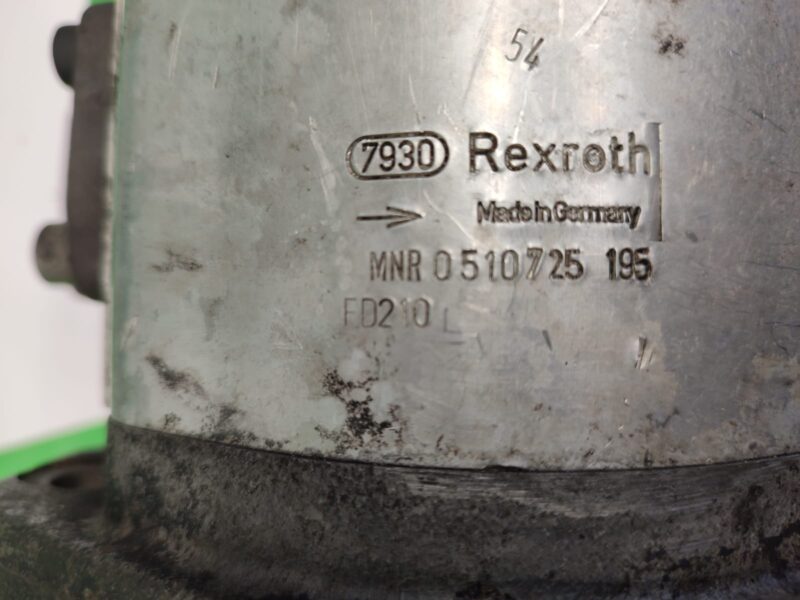 54
7930 Rexroth
Made in Germany
MNR 0510725 195
FD210